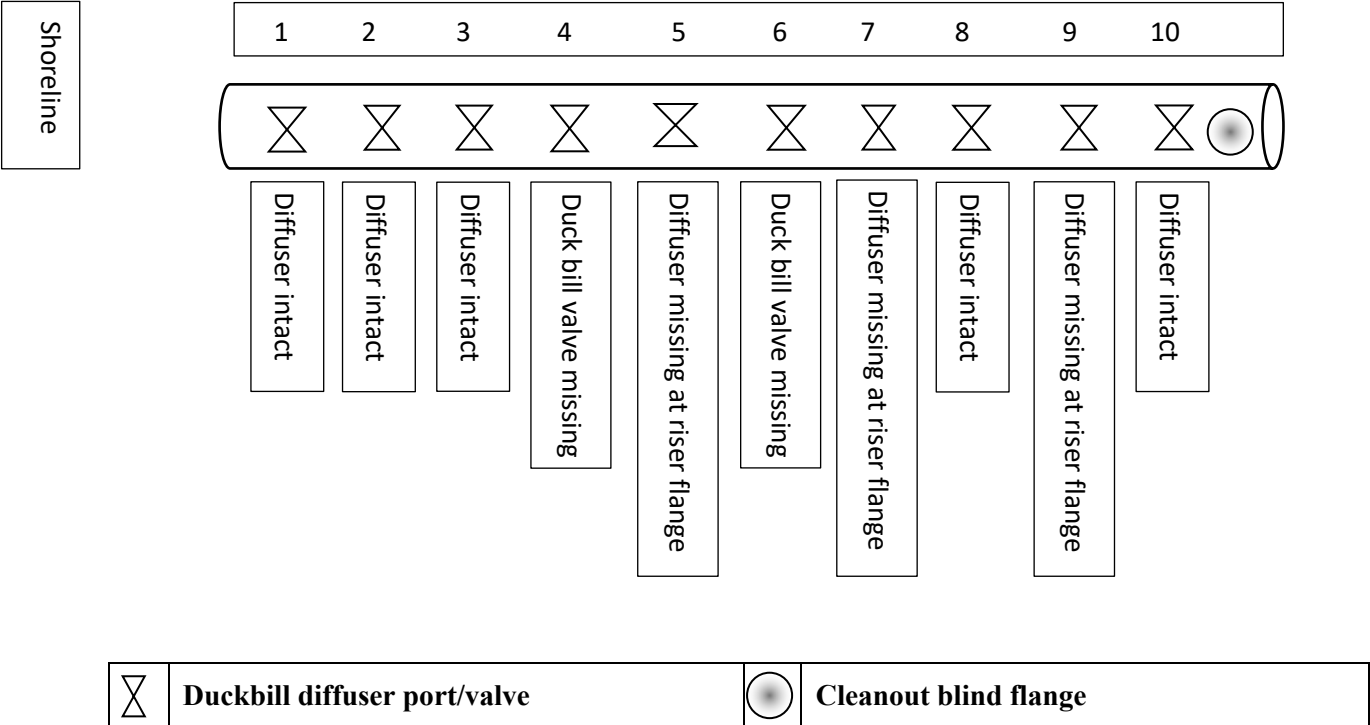 Shoreline
1 2 3 4 5 6 7 8 9 10
Diffuser intact
Diffuser intact
Diffuser intact
Duck bill valve missing
Diffuser missing at riser flange
Duck bill valve missing
Diffuser missing at riser flange
Diffuser intact
Diffuser missing at riser flange
Diffuser intact
Duckbill diffuser port/valve
Cleanout blind flange